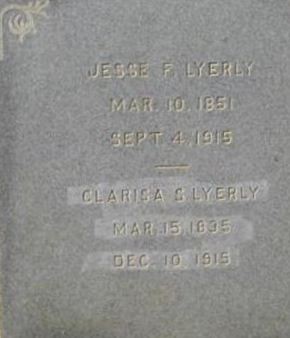 JESSE F. LYERLY
MAR. 10. 1851
SEPT. 4, 1915
CLARISA S. LYERLY
MAR. 15, 1835
DEC. 10 1915